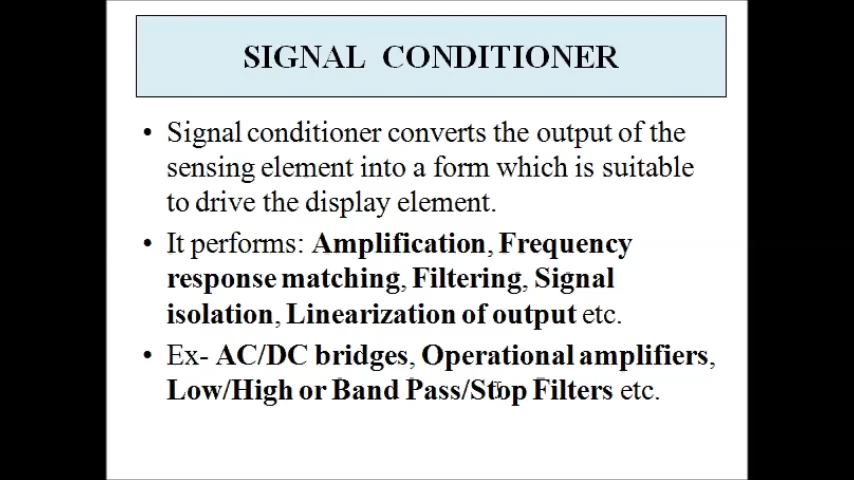 SIGNAL CONDITIONER
• Signal conditioner converts the output of the
sensing element into a form which is suitable
to drive the display element.
• It performs: Amplification, Frequency
response matching, Filtering, Signal
isolation, Linearization of output etc.
• Ex- AC/DC bridges, Operational amplifiers,
Low/High or Band Pass/Stop Filters etc.